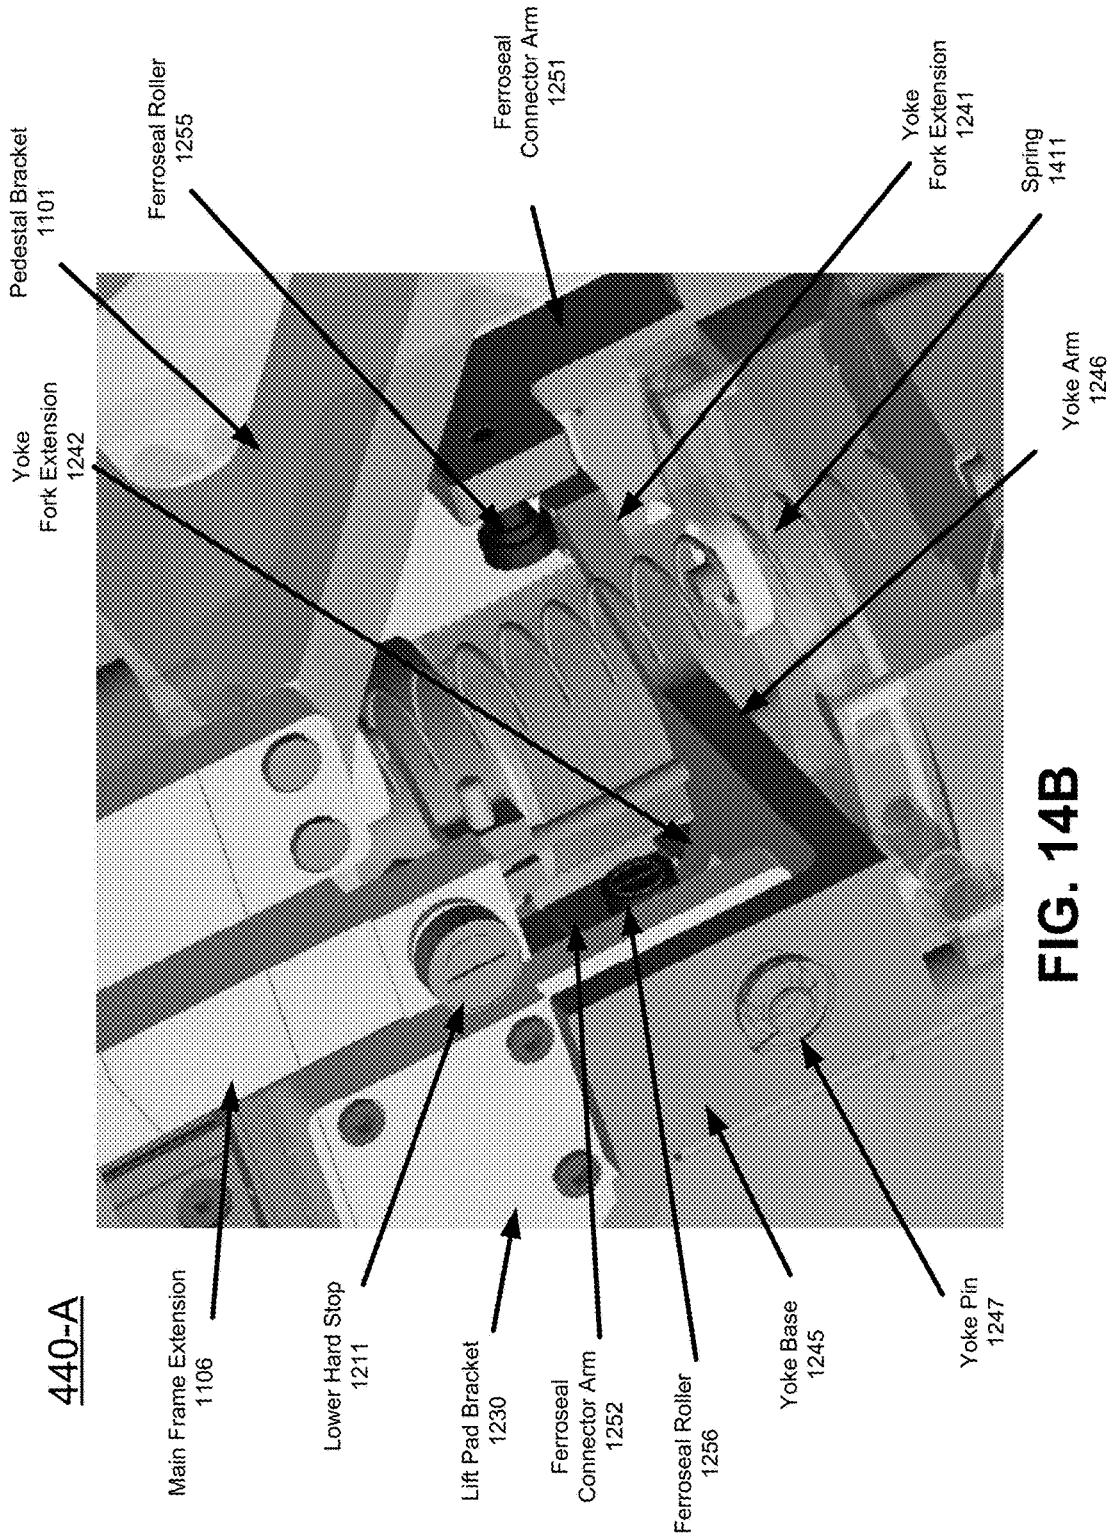 440-A
Yoke
Fork Extension
1242
Pedestal Bracket
1101
Ferroseal Roller
1255
Ferroseal
Connector Arm
1251
Yoke
Fork Extension
1241
Spring
1411
Yoke Arm
1246
Main Frame Extension
1106
Lower Hard Stop
1211
Lift Pad Bracket
1230
Ferroseal
Connector Arm
1252
Ferroseal Roller
1256
Yoke Base
1245
Yoke Pin
1247
FIG. 14B